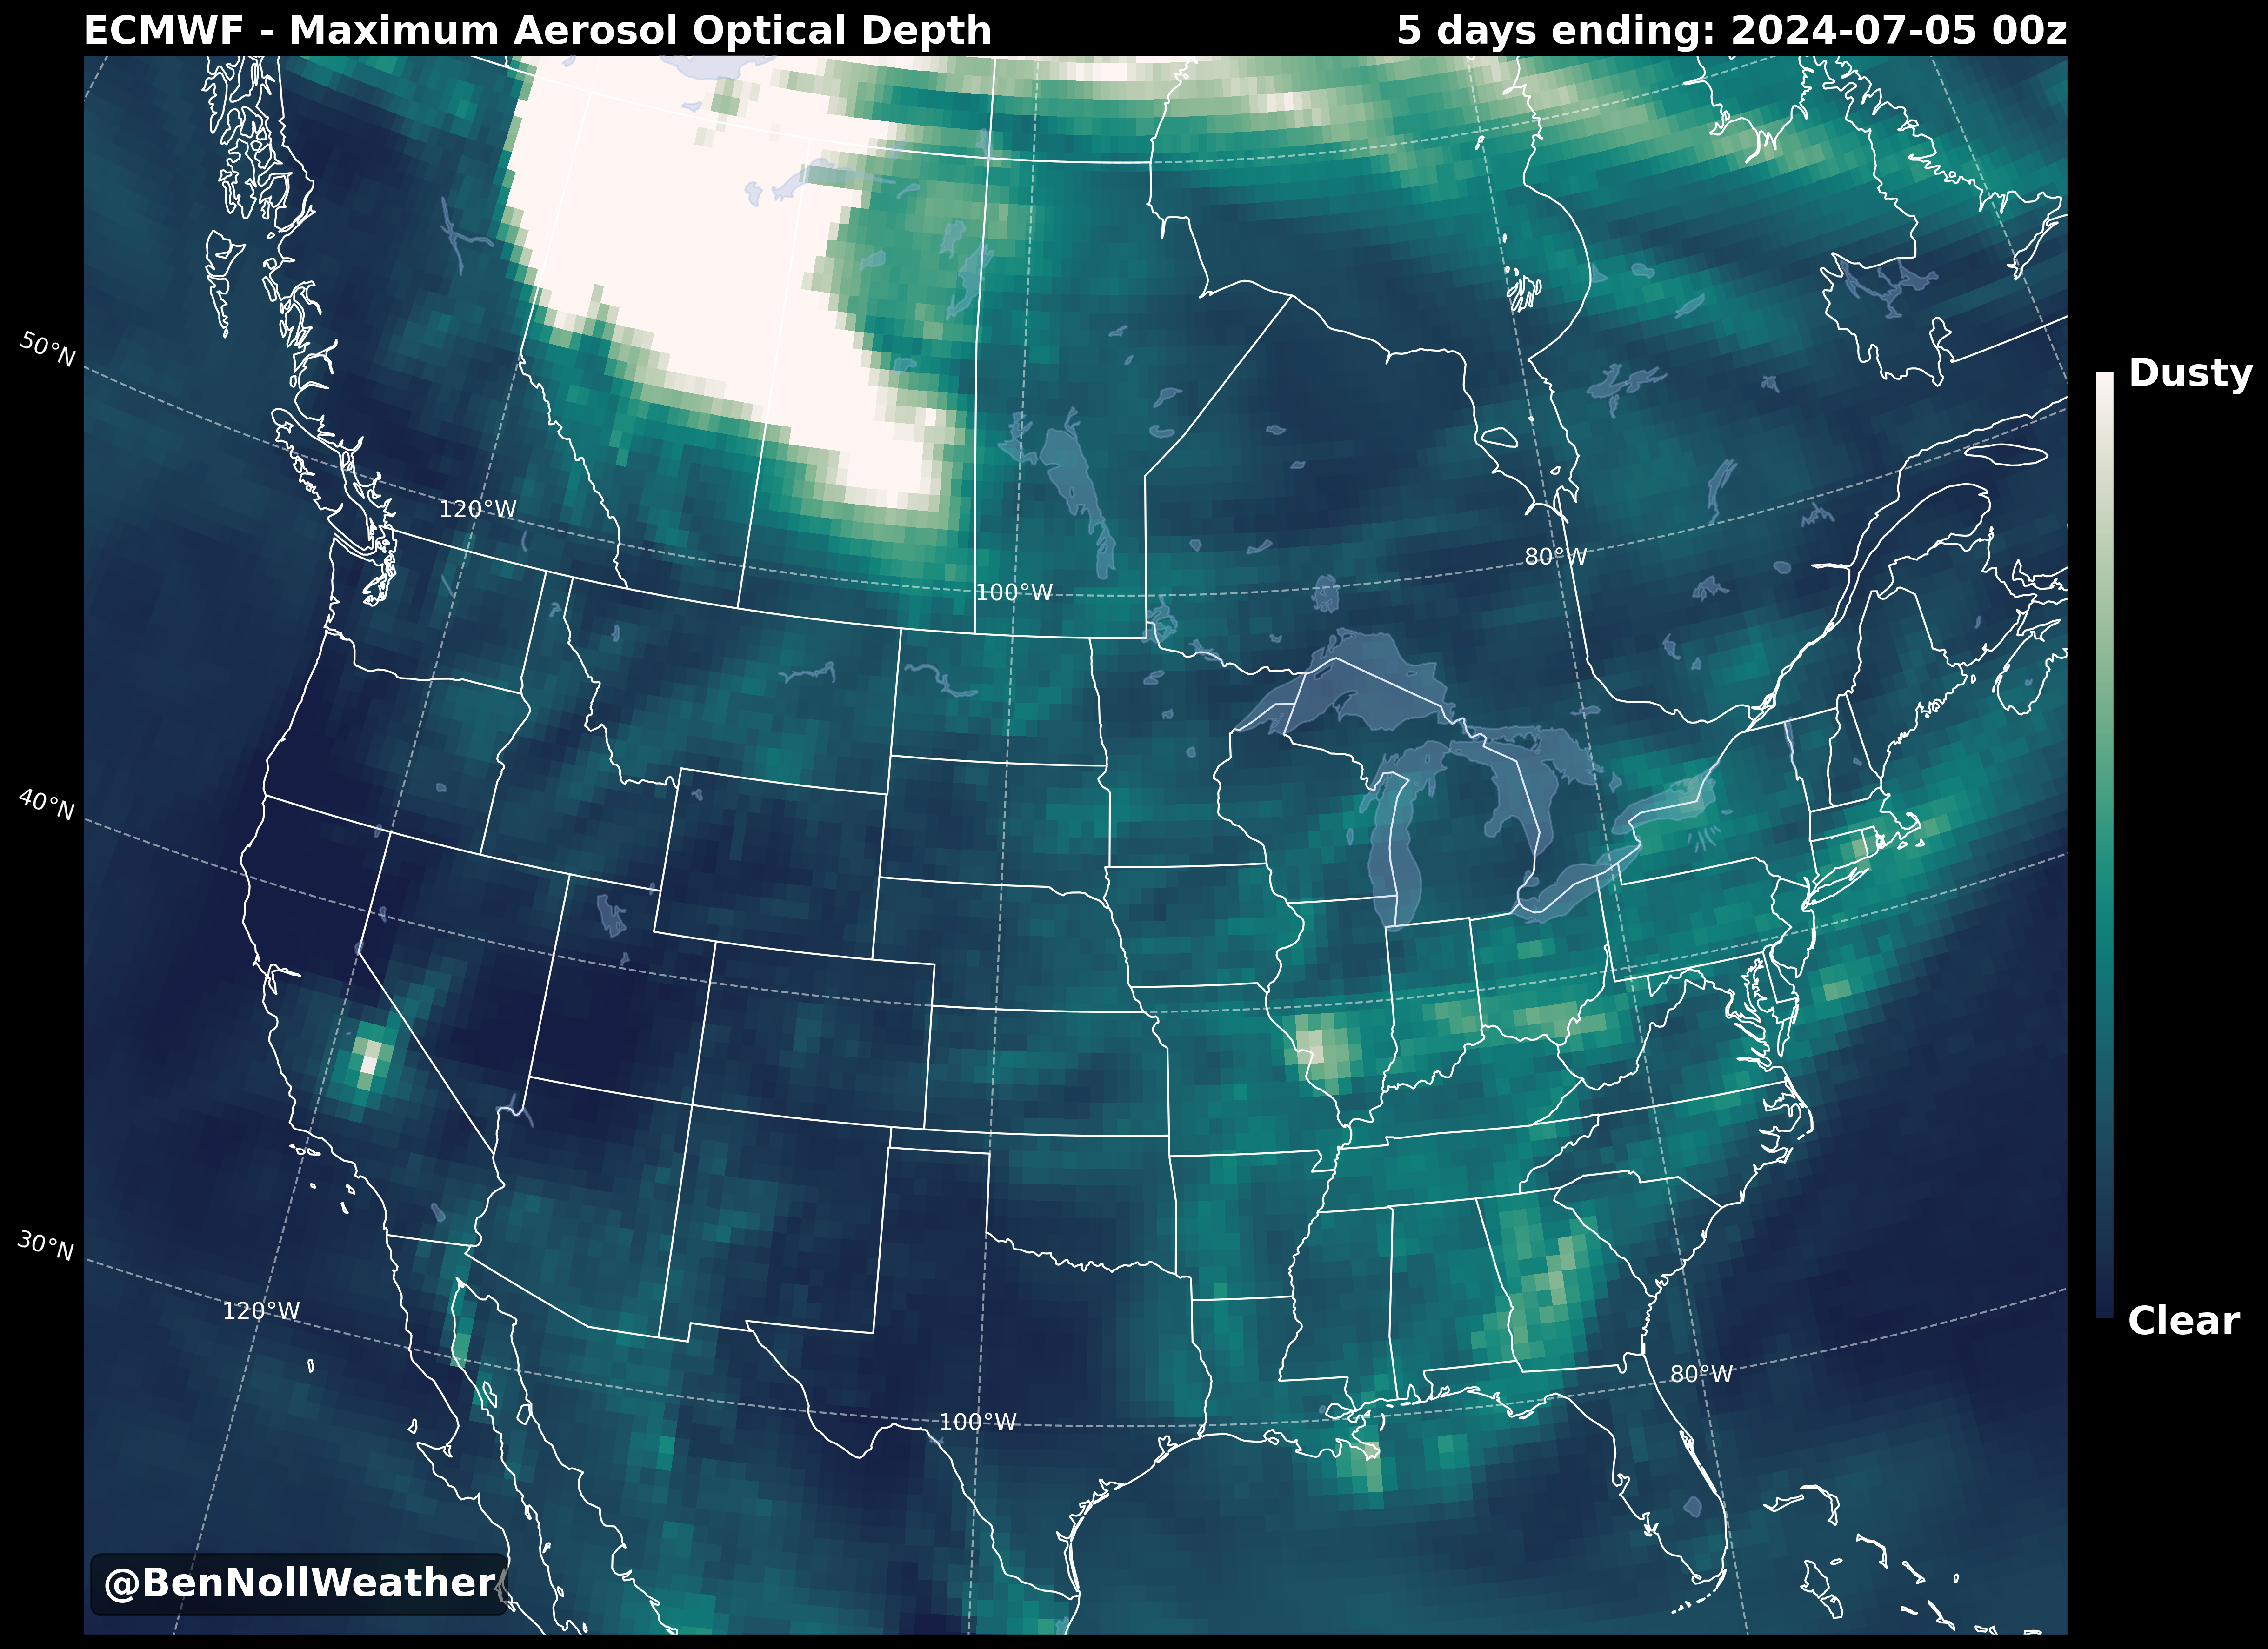 ECMWF - Maximum Aerosol Optical Depth
5 days ending: 2024-07-05 00z
50°N
40°N
30°N
120°W
100°W
80°W
120°W
100°W
80°W
Dusty
Clear
@BenNollWeather